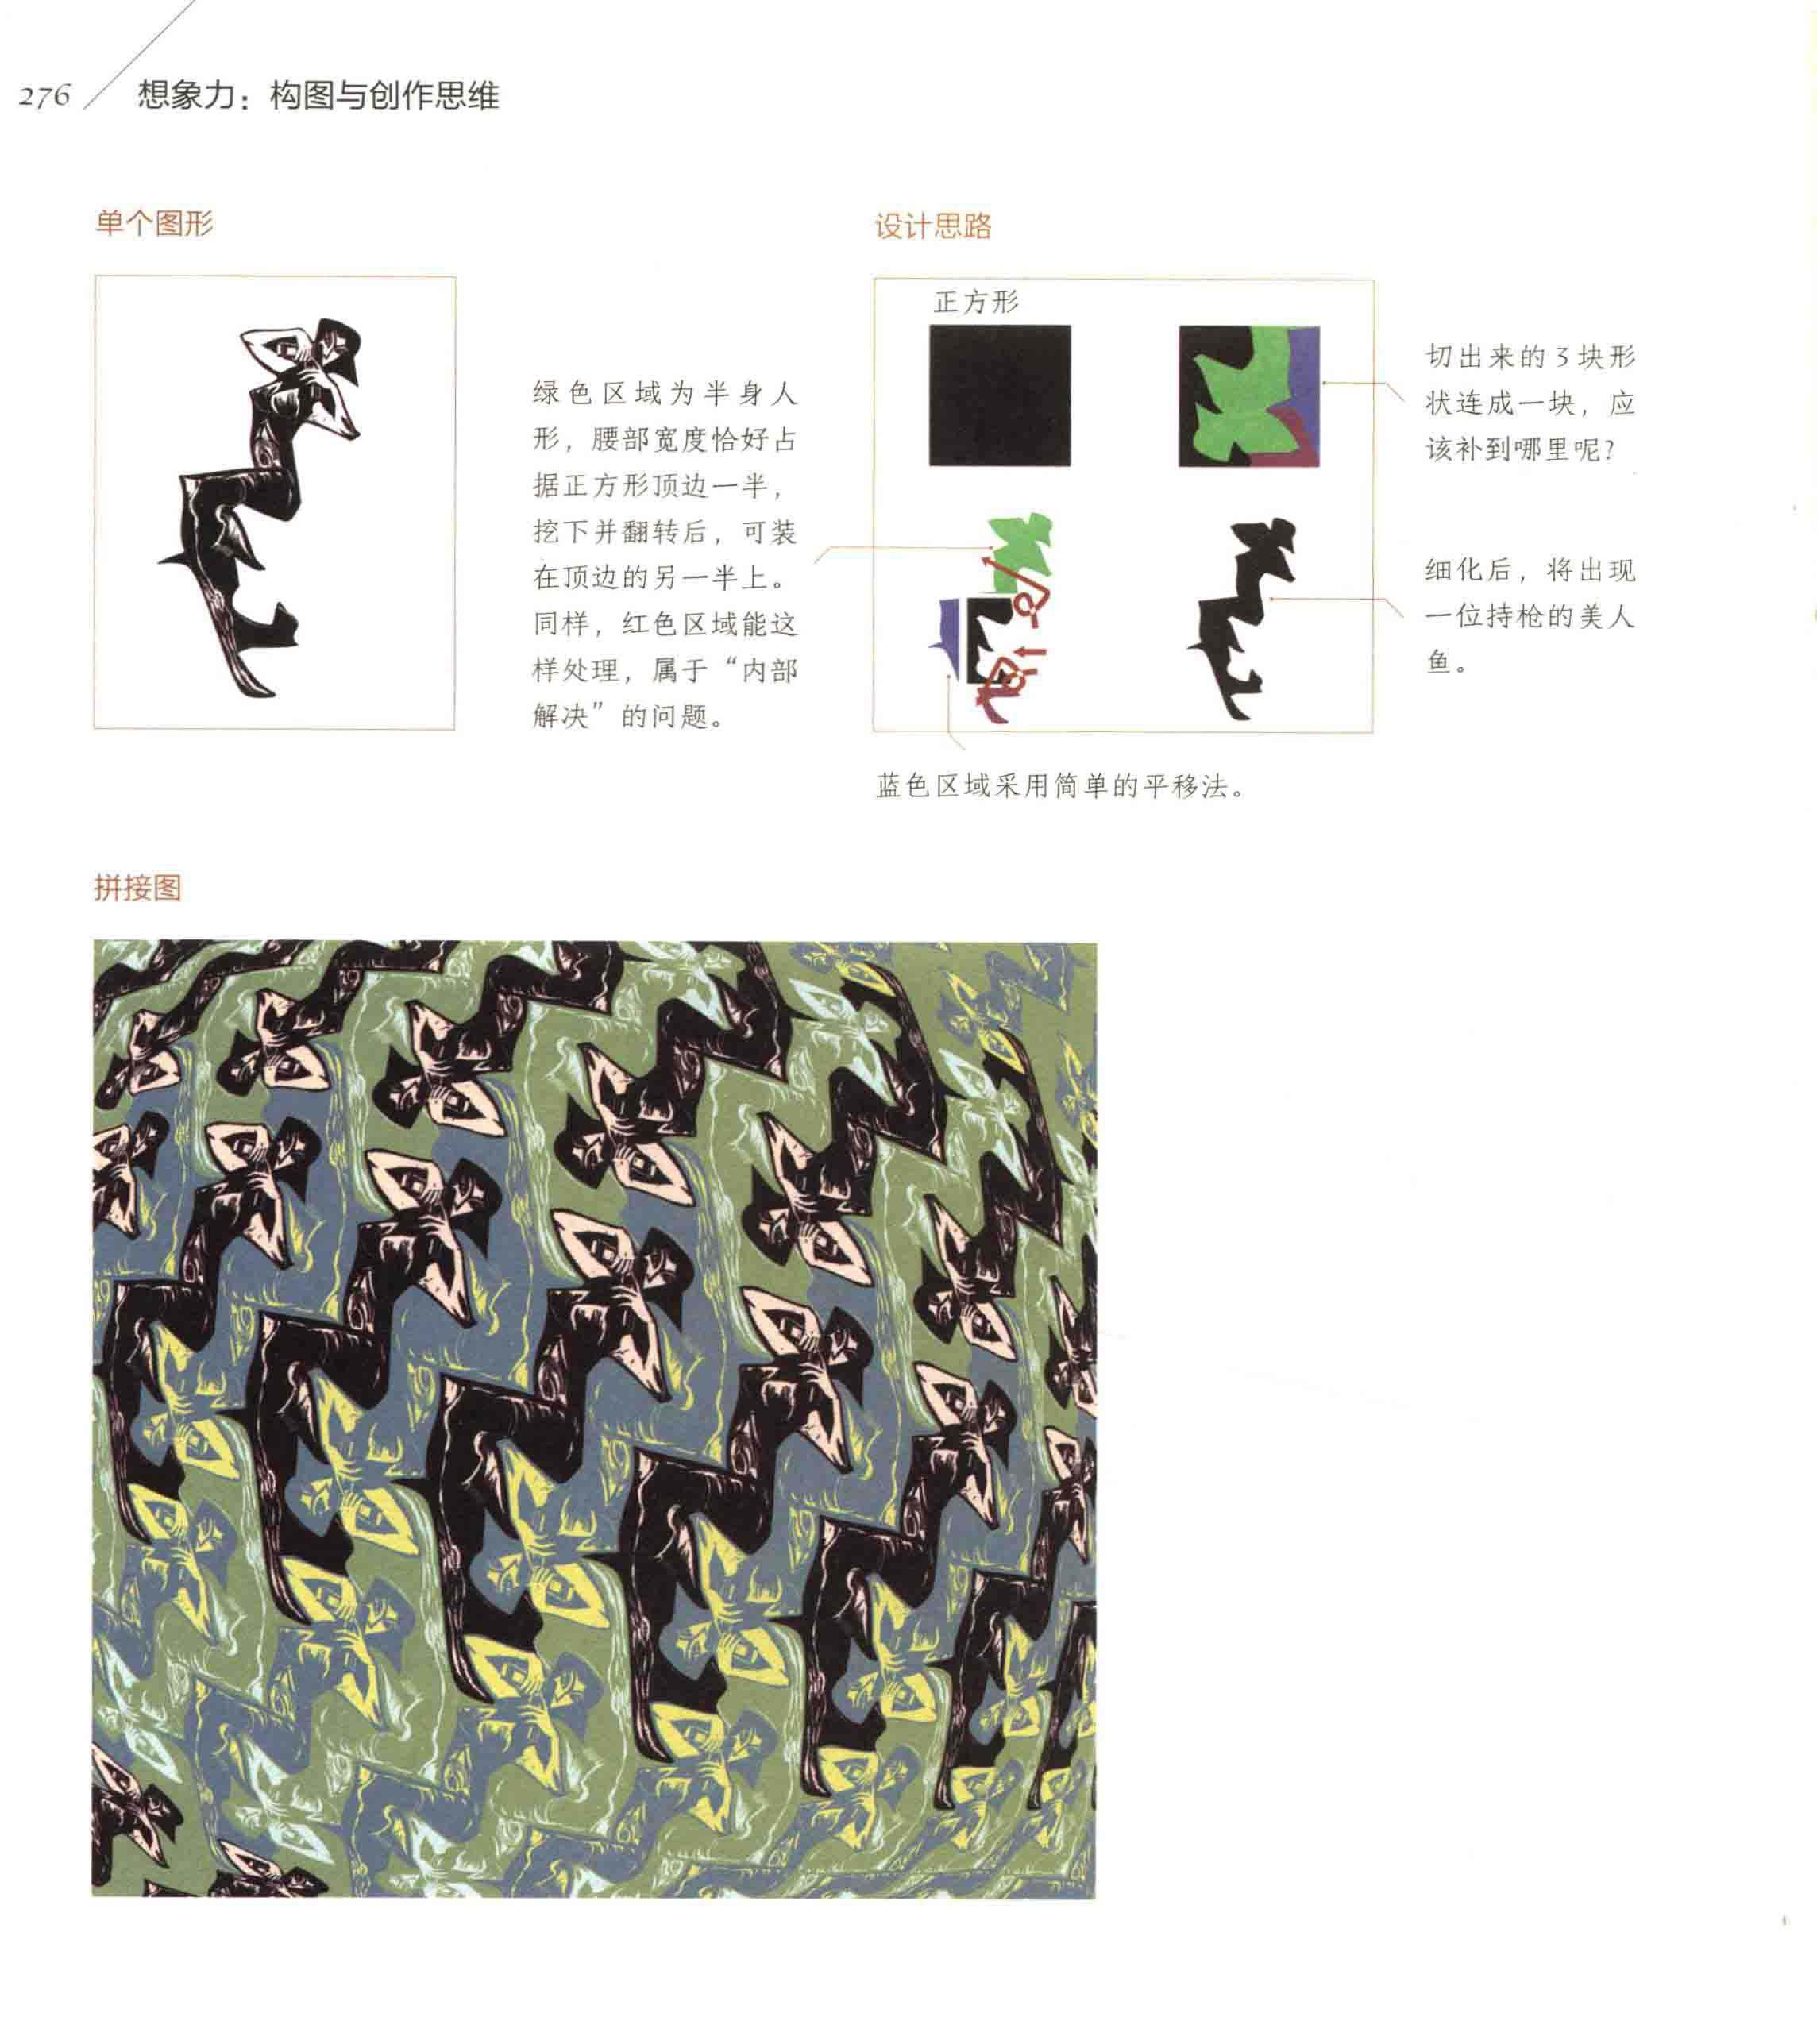 276
想象力：构图与创作思维
单个图形
绿色区域为半身人
形，腰部宽度恰好占
据正方形顶边一半，
挖下并翻转后，可装
在顶边的另一半上。
同样，红色区域能这
样处理，属于“内部
解决”的问题。
设计思路
正方形
切出来的3块形
状连成一块，应
该补到哪里呢？
细化后，将出现
一位持枪的美人
鱼。
蓝色区域采用简单的平移法。
拼接图